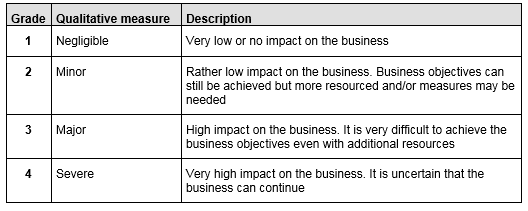 Grade Qualitative measure Description
1 Negligible Very low or no impact on the business
2 Minor Rather low impact on the business. Business objectives can
still be achieved but more resourced and/or measures may be
needed
3 Major High impact on the business. It is very difficult to achieve the
business objectives even with additional resources
4 Severe Very high impact on the business. It is uncertain that the
business can continue